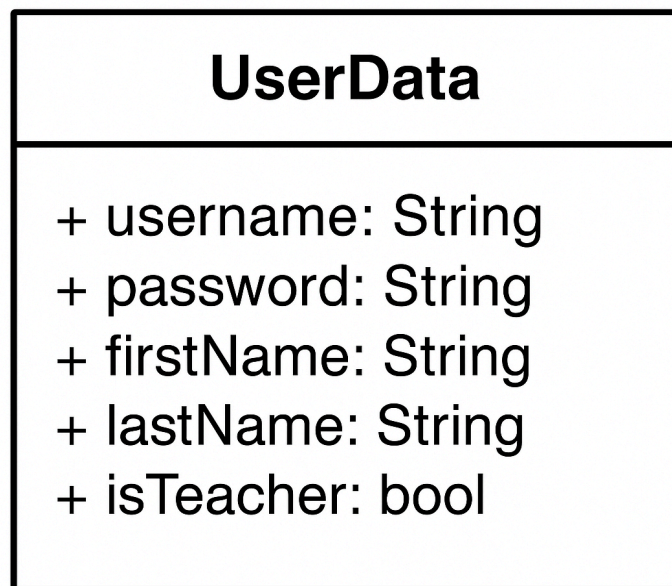 UserData
+ username: String
+ password: String
+ firstName: String
+ lastName: String
+ isTeacher: bool